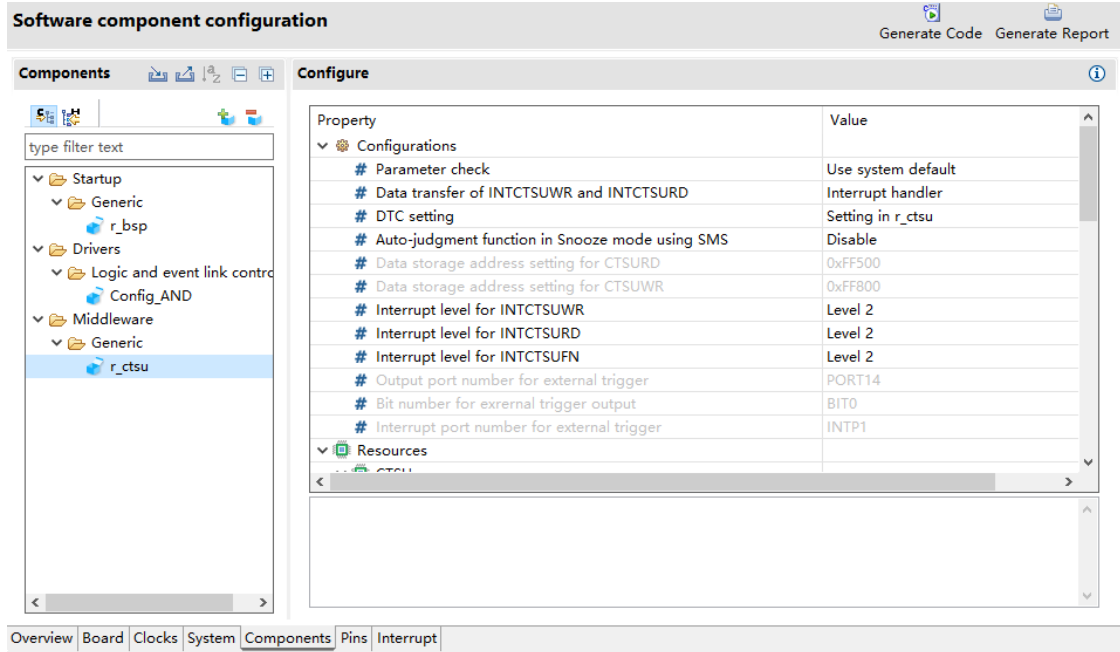 Software component configuration
Generate Code Generate Report
Components
Configure
type filter text
Startup
Generic
r_bsp
Drivers
Logic and event link contro
Config_AND
Middleware
Generic
r_ctsu
Property Value
Configurations
# Parameter check Use system default
# Data transfer of INTCTSUWR and INTCTSURD Interrupt handler
# DTC setting Setting in r_ctsu
# Auto-judgment function in Snooze mode using SMS Disable
# Data storage address setting for CTSURD 0xFF500
# Data storage address setting for CTSUWR 0xFF800
# Interrupt level for INTCTSUWR Level 2
# Interrupt level for INTCTSURD Level 2
# Interrupt level for INTCTSUFN Level 2
# Output port number for external trigger PORT14
# Bit number for exrernal trigger output BIT0
# Interrupt port number for external trigger INTP1
Resources
Overview Board Clocks System Components Pins Interrupt